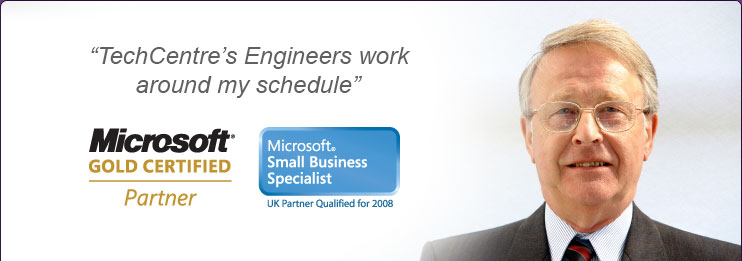 “TechCentre’s Engineers work
around my schedule”
Microsoft®
GOLD CERTIFIED
Partner
Microsoft®
Small Business
Specialist
UK Partner Qualified for 2008